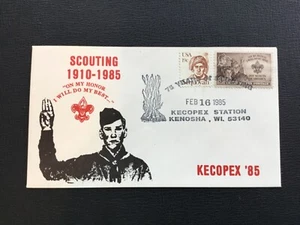 SCOUTING
1910-1985
"ON MY HONOR
I WILL DO MY BEST..."
USA
FEB 16 1985
KECOPEX STATION
KENOSHA, WI. 53140
KECOPEX '85